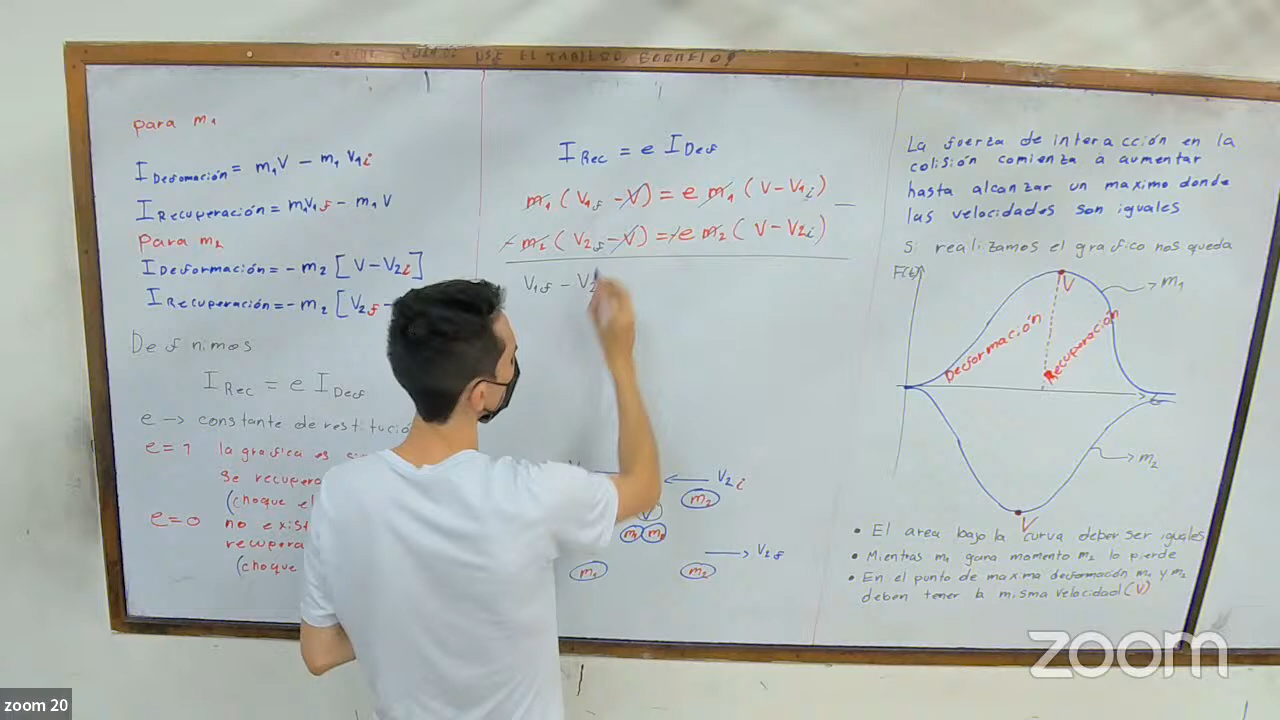 USE EL TABLERO,
para m1
I Deformación = m1V - m1 V1i
I Recuperación = m1V1f - m1 V
para m2
I Deformación = - m2 [ V - V2i ]
I Recuperación = - m2 [ V2f
Definimos
I Rec = e I Def
e → constante de restitució
e = 1 la grafica es
se recupera
(choque el
e = 0 no exist
recupera
(choque
I Rec = e I Def
m1 ( V1f - V ) = e m1 ( V - V1i )
- m2 ( V2f - V ) = - e m2 ( V - V2i )
V1f - V2
V2i
m2
V
m1 m2
V2f
m1 m2
La fuerza de interacción en la
colisión comienza a aumentar
hasta alcanzar un maximo donde
las velocidades son iguales
Si realizamos el grafico nos queda
F(t)
V
m1
Deformación
Recuperación
t
m2
V
• El area bajo la curva deber ser iguales
• Mientras m1 gana momento m2 lo pierde
• En el punto de maxima deformación m1 y m2
deben tener la misma velocidad (V)
zoom
zoom 20